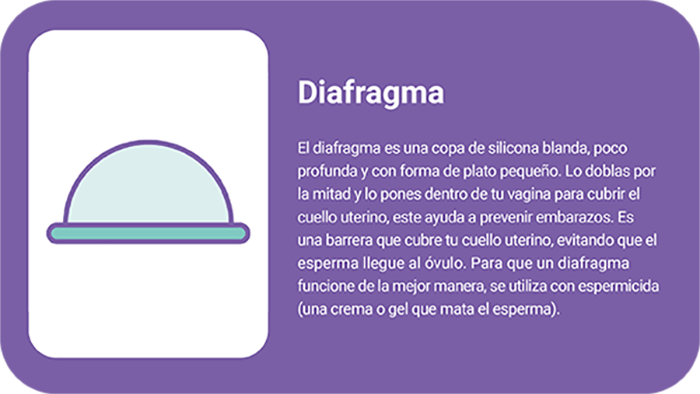 Diafragma
El diafragma es una copa de silicona blanda, poco
profunda y con forma de plato pequeño. Lo doblas por
la mitad y lo pones dentro de tu vagina para cubrir el
cuello uterino, este ayuda a prevenir embarazos. Es
una barrera que cubre tu cuello uterino, evitando que el
esperma llegue al óvulo. Para que un diafragma
funcione de la mejor manera, se utiliza con espermicida
(una crema o gel que mata el esperma).